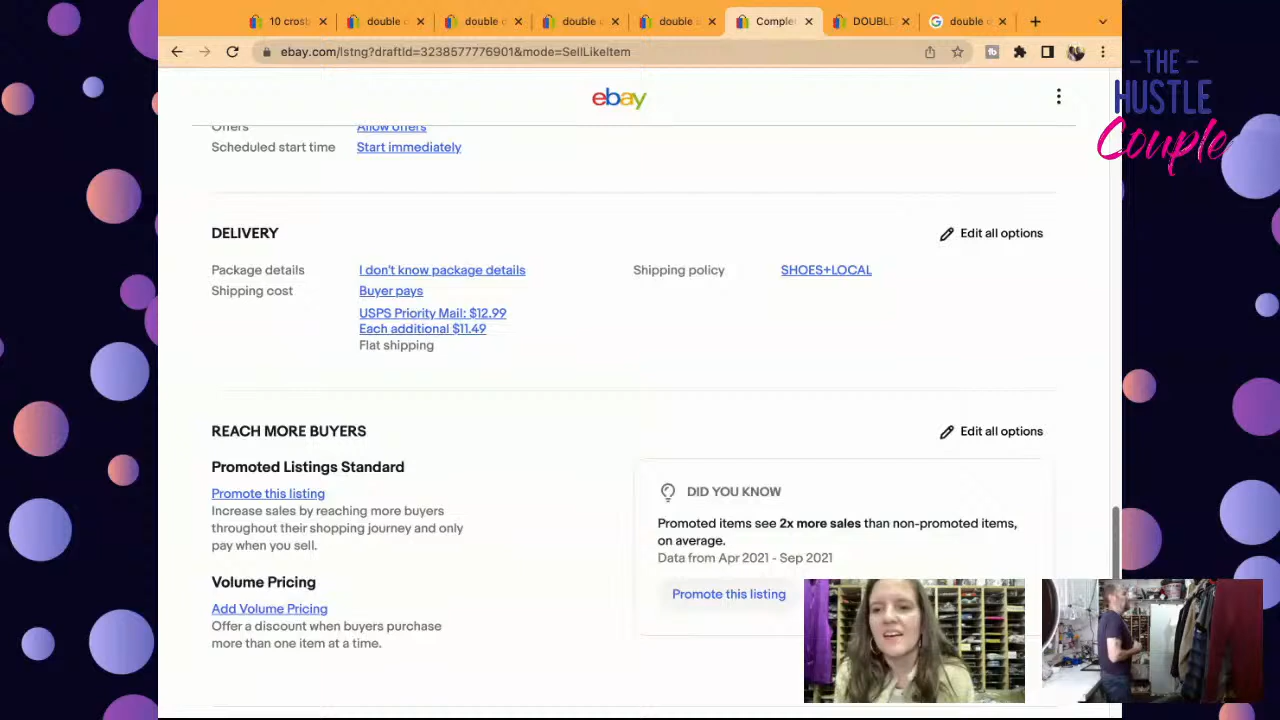 10 crosb
double c
double c
double c
double a
Comple
DOUBL
double c
ebay.com/lstng?draftId=3238577776901&mode=SellLikeItem
-THE-
HUSTLE
Couple
ebay
Offers Allow offers
Scheduled start time Start immediately
DELIVERY
Edit all options
Package details I don't know package details
Shipping policy SHOES+LOCAL
Shipping cost Buyer pays
USPS Priority Mail: $12.99
Each additional $11.49
Flat shipping
REACH MORE BUYERS
Edit all options
Promoted Listings Standard
Promote this listing
Increase sales by reaching more buyers
throughout their shopping journey and only
pay when you sell.
DID YOU KNOW
Promoted items see 2x more sales than non-promoted items,
on average.
Data from Apr 2021 - Sep 2021
Promote this listing
Volume Pricing
Add Volume Pricing
Offer a discount when buyers purchase
more than one item at a time.